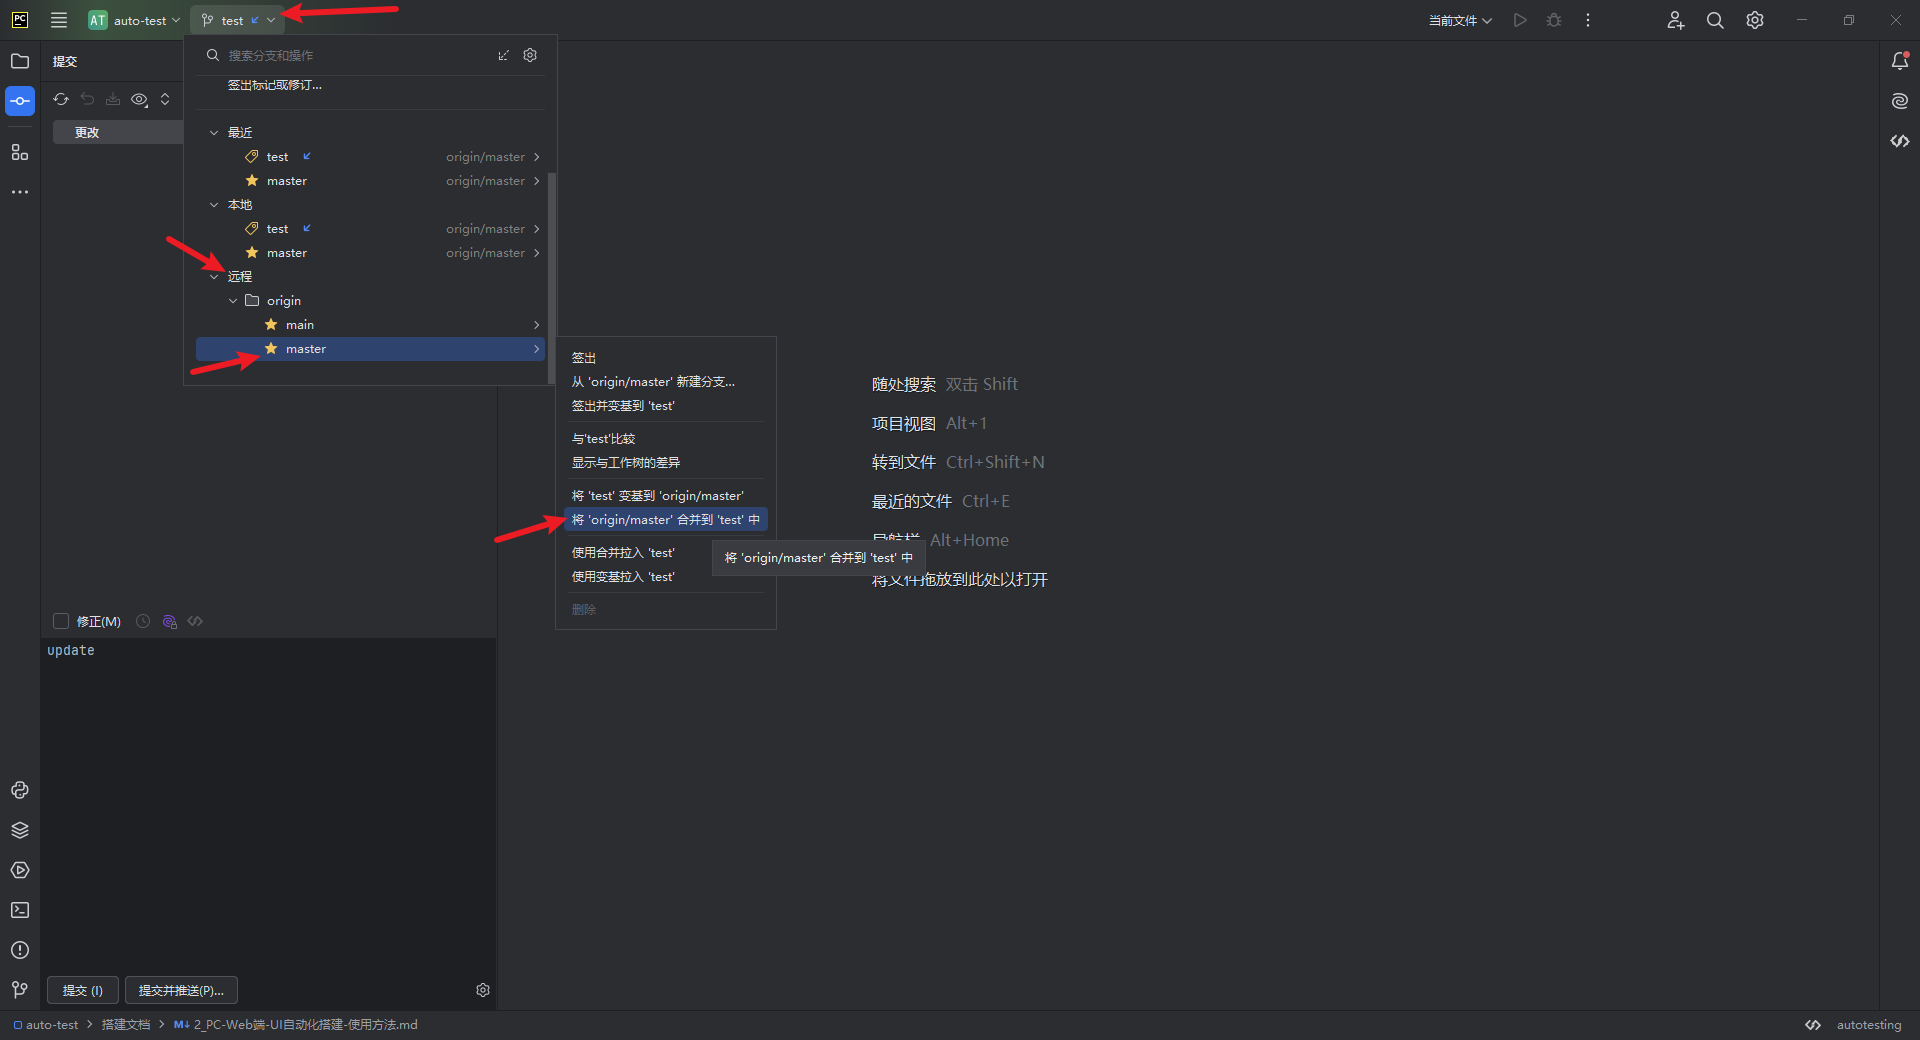 PC
AT auto-test
test
当前文件
提交
搜索分支和操作
签出标记或修订...
更改
最近
test origin/master
master origin/master
本地
test origin/master
master origin/master
远程
origin
main
master
签出
从 'origin/master' 新建分支...
签出并变基到 'test'
与'test'比较
显示与工作树的差异
将 'test' 变基到 'origin/master'
将 'origin/master' 合并到 'test' 中
使用合并拉入 'test'
使用变基拉入 'test'
删除
将 'origin/master' 合并到 'test' 中
随处搜索 双击 Shift
项目视图 Alt+1
转到文件 Ctrl+Shift+N
最近的文件 Ctrl+E
导航栏 Alt+Home
将文件拖放到此处以打开
修正(M)
update
提交 (I)
提交并推送(P)...
auto-test > 搭建文档 > M↓ 2_PC-Web端-UI自动化搭建-使用方法.md
autotesting